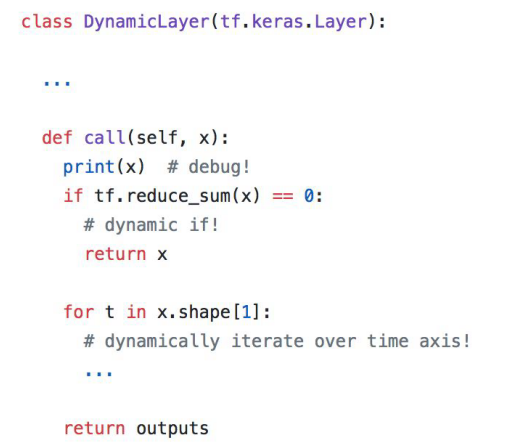 class DynamicLayer(tf.keras.Layer):
...
def call(self, x):
print(x)  # debug!
if tf.reduce_sum(x) == 0:
# dynamic if!
return x
for t in x.shape[1]:
# dynamically iterate over time axis!
...
return outputs